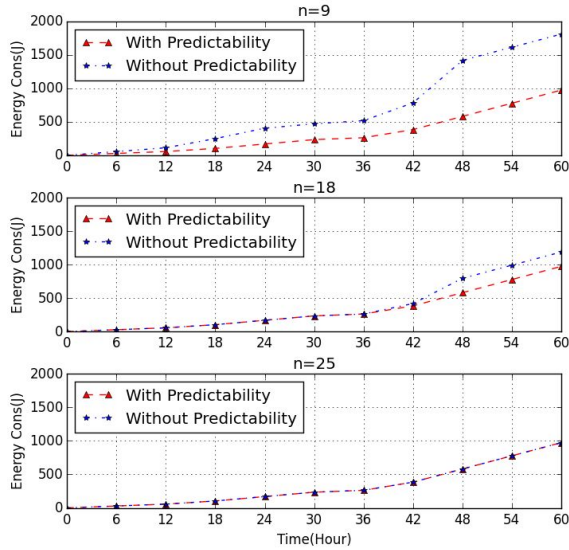 n=9
2000
1500
1000
500
0
Energy Cons(J)
With Predictability
Without Predictability
0 6 12 18 24 30 36 42 48 54 60
n=18
2000
1500
1000
500
0
Energy Cons(J)
With Predictability
Without Predictability
0 6 12 18 24 30 36 42 48 54 60
n=25
2000
1500
1000
500
0
Energy Cons(J)
With Predictability
Without Predictability
0 6 12 18 24 30 36 42 48 54 60
Time(Hour)